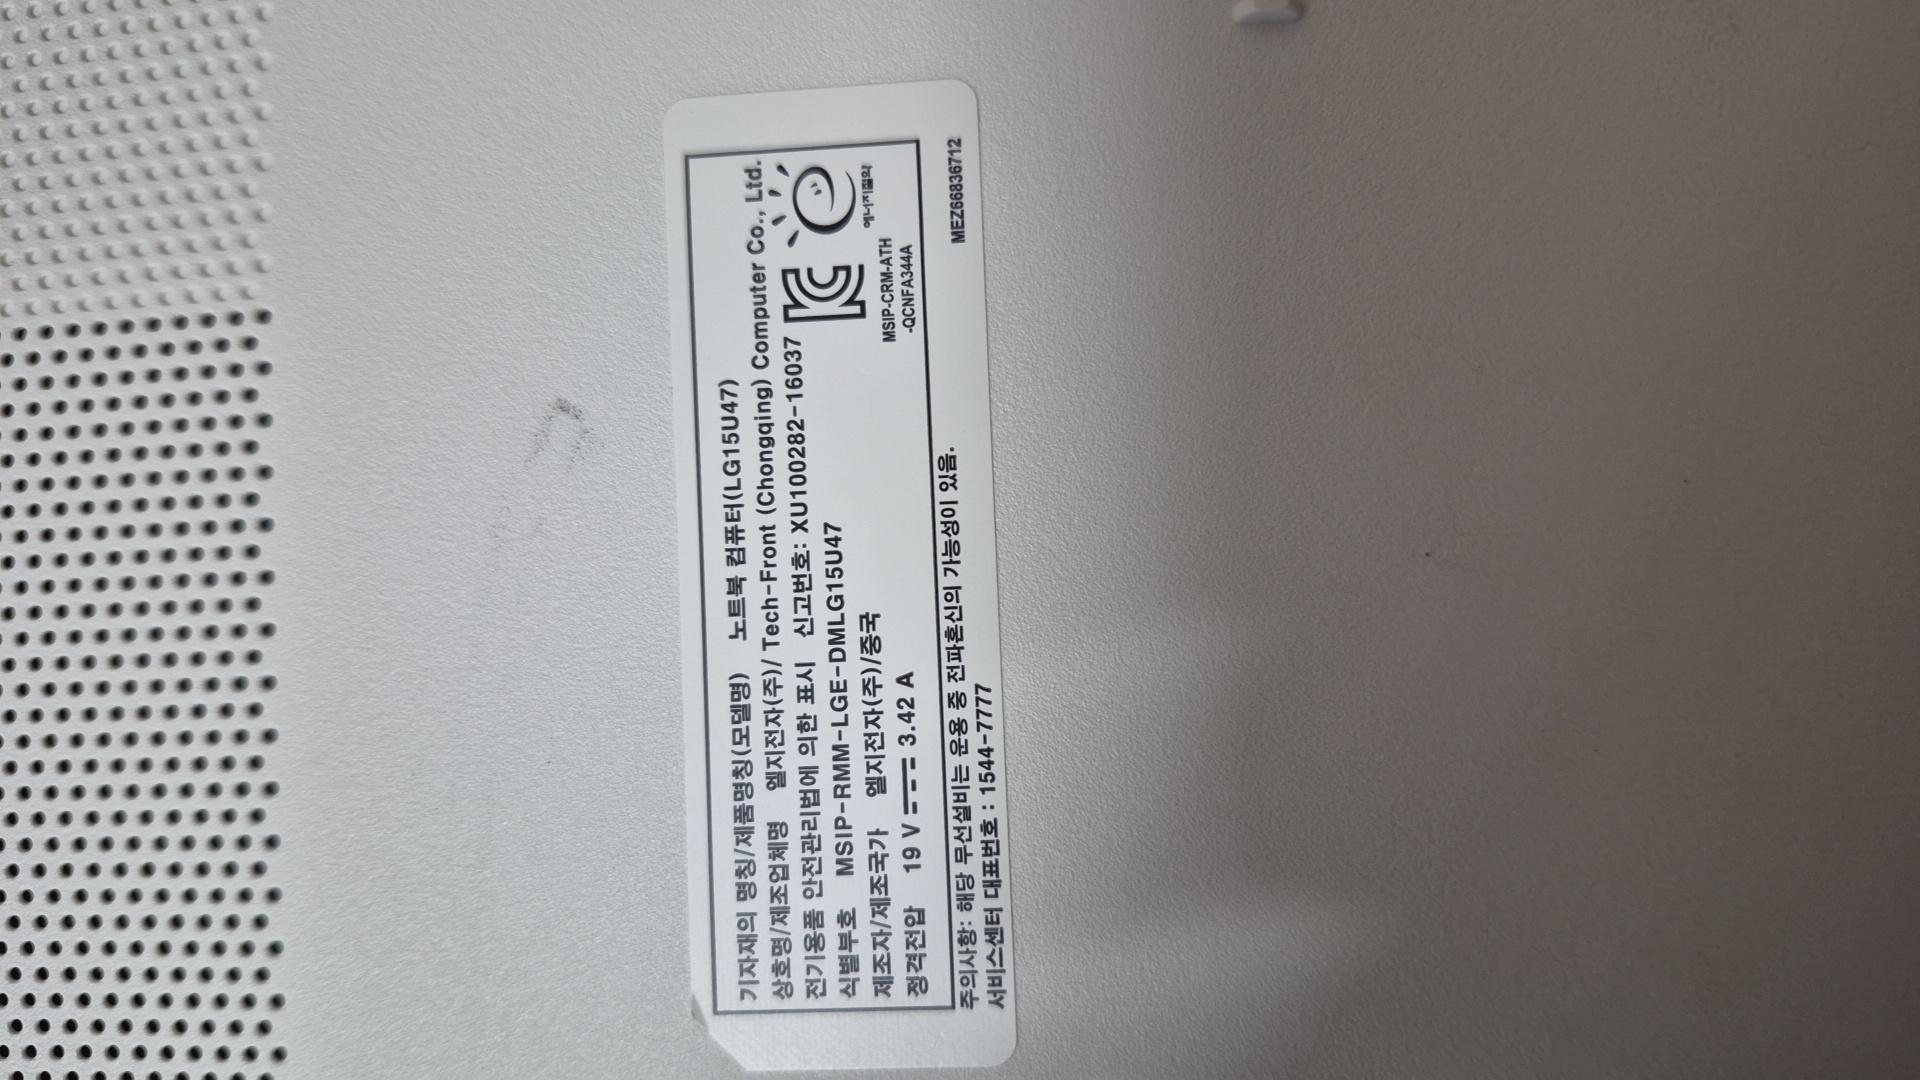 기자재의 명칭/제품명칭(모델명) 노트북 컴퓨터(LG15U47)
상호명/제조업체명 엘지전자(주)/ Tech-Front (Chongqing) Computer Co., Ltd.
전기용품 안전관리법에 의한 표시 신고번호: XU100282-16037
식별부호 MSIP-RMM-LGE-DMLG15U47
제조자/제조국가 엘지전자(주)/중국
정격전압 19 V 3.42 A
에너지절약
MSIP-CRM-ATH
-QCNFA344A
주의사항: 해당 무선설비는 운용 중 전파혼신의 가능성이 있음.
서비스센터 대표번호 : 1544-7777
MEZ66836712